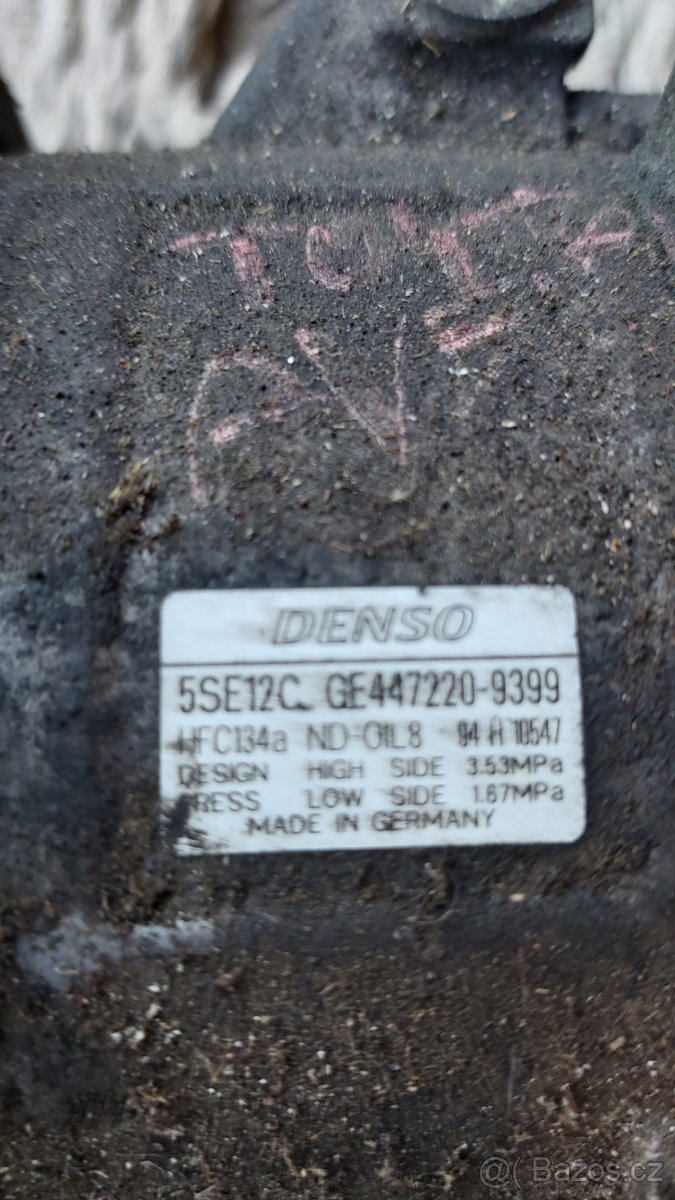 DENSO
5SE12C GE447220-9399
HFC134a ND-OIL8 04 H 10547
DESIGN HIGH SIDE 3.53MPa
PRESS LOW SIDE 1.67MPa
MADE IN GERMANY
@ Bazos.cz